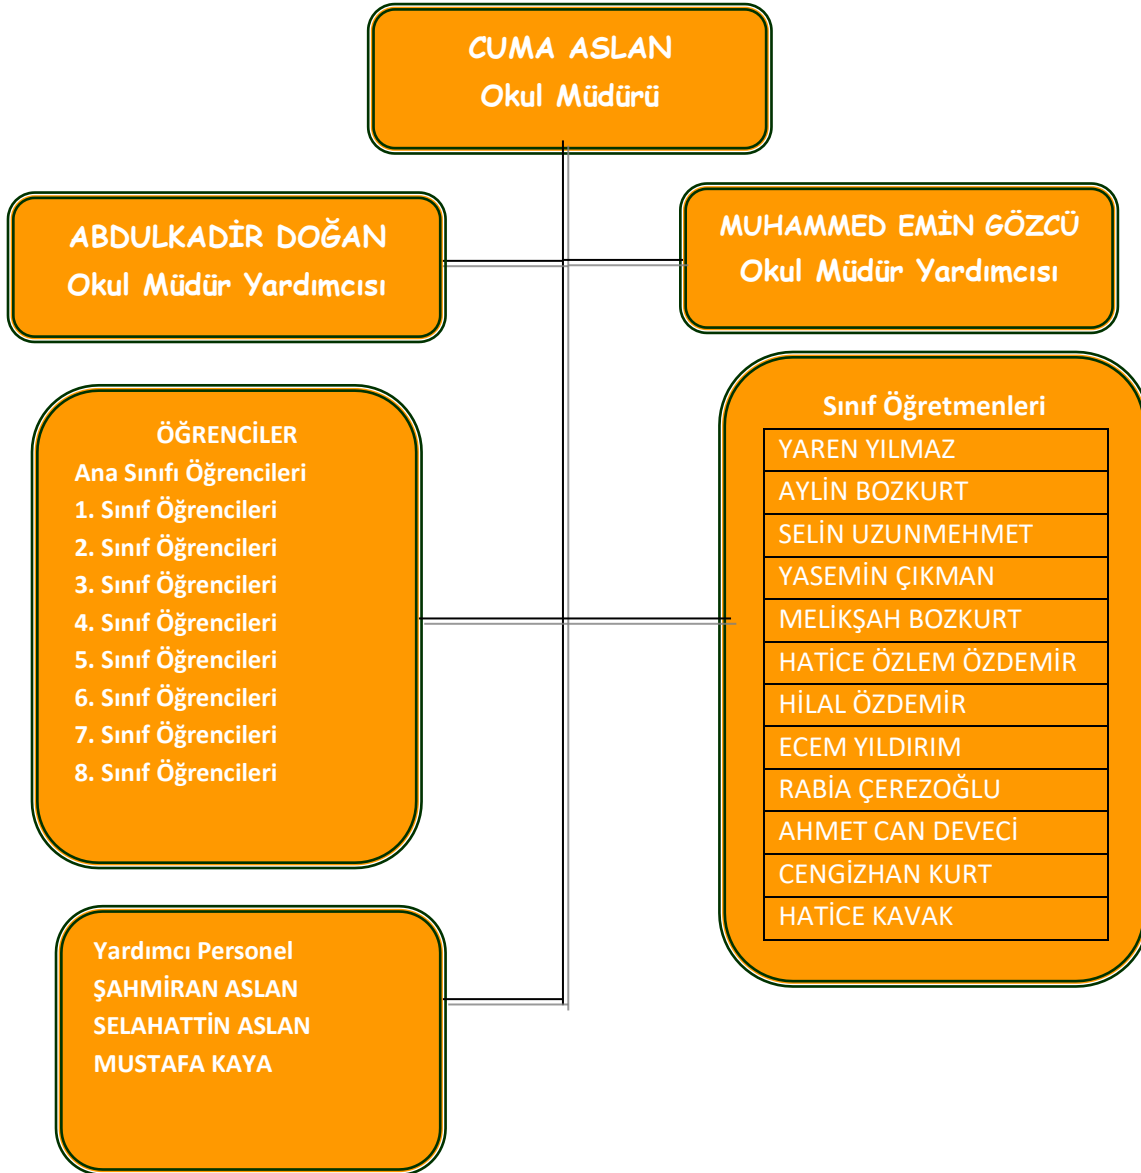 CUMA ASLAN
Okul Müdürü
ABDULKADİR DOĞAN
Okul Müdür Yardımcısı
MUHAMMED EMİN GÖZCÜ
Okul Müdür Yardımcısı
ÖĞRENCİLER
Ana Sınıfı Öğrencileri
1. Sınıf Öğrencileri
2. Sınıf Öğrencileri
3. Sınıf Öğrencileri
4. Sınıf Öğrencileri
5. Sınıf Öğrencileri
6. Sınıf Öğrencileri
7. Sınıf Öğrencileri
8. Sınıf Öğrencileri
Sınıf Öğretmenleri
YAREN YILMAZ
AYLİN BOZKURT
SELİN UZUNMEHMET
YASEMİN ÇIKMAN
MELİKŞAH BOZKURT
HATİCE ÖZLEM ÖZDEMİR
HİLAL ÖZDEMİR
ECEM YILDIRIM
RABİA ÇEREZOĞLU
AHMET CAN DEVECİ
CENGİZHAN KURT
HATİCE KAVAK
Yardımcı Personel
ŞAHMİRAN ASLAN
SELAHATTİN ASLAN
MUSTAFA KAYA